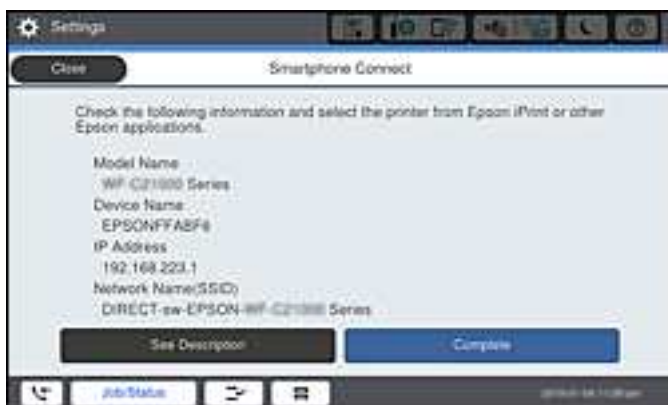 Settings
Close
Smartphone Connect
Check the following information and select the printer from Epson iPrint or other
Epson applications.
Model Name
Series
Device Name
EPSONFFABF6
IP Address
192.168.223.1
Network Name(SSID)
DIRECT-sw-EPSON- Series
See Description
Complete
Job/Status